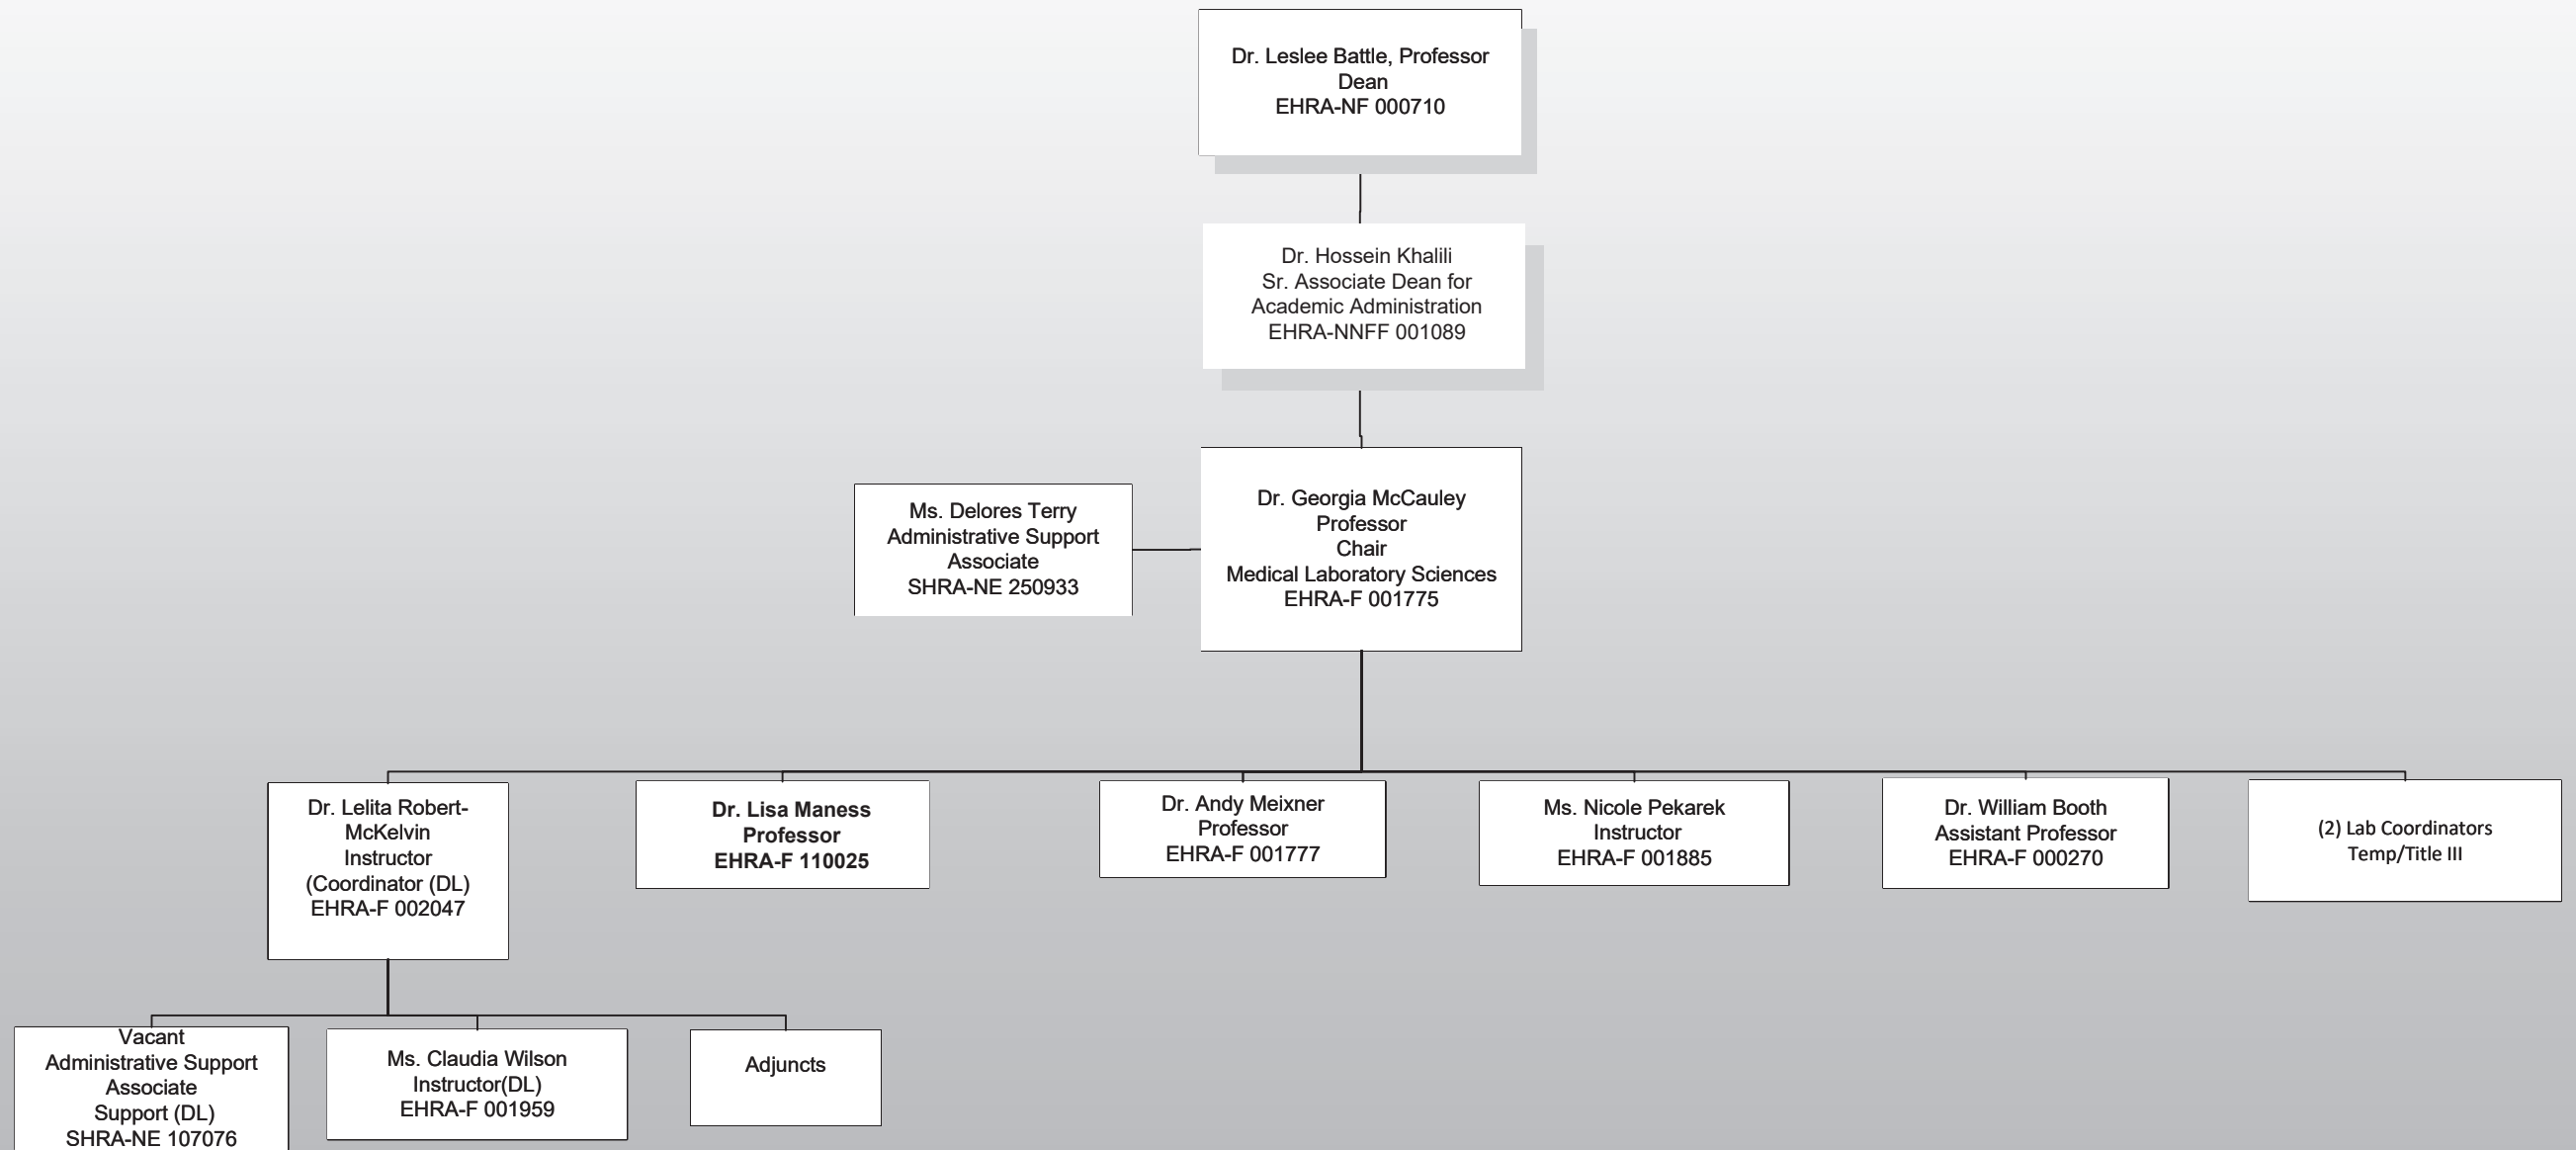 Dr. Leslee Battle, Professor
Dean
EHRA-NF 000710
Dr. Hossein Khalili
Sr. Associate Dean for
Academic Administration
EHRA-NNFF 001089
Ms. Delores Terry
Administrative Support
Associate
SHRA-NE 250933
Dr. Georgia McCauley
Professor
Chair
Medical Laboratory Sciences
EHRA-F 001775
Dr. Lelita Robert-
McKelvin
Instructor
(Coordinator (DL)
EHRA-F 002047
Dr. Lisa Maness
Professor
EHRA-F 110025
Dr. Andy Meixner
Professor
EHRA-F 001777
Ms. Nicole Pekarek
Instructor
EHRA-F 001885
Dr. William Booth
Assistant Professor
EHRA-F 000270
(2) Lab Coordinators
Temp/Title III
Vacant
Administrative Support
Associate
Support (DL)
SHRA-NE 107076
Ms. Claudia Wilson
Instructor(DL)
EHRA-F 001959
Adjuncts